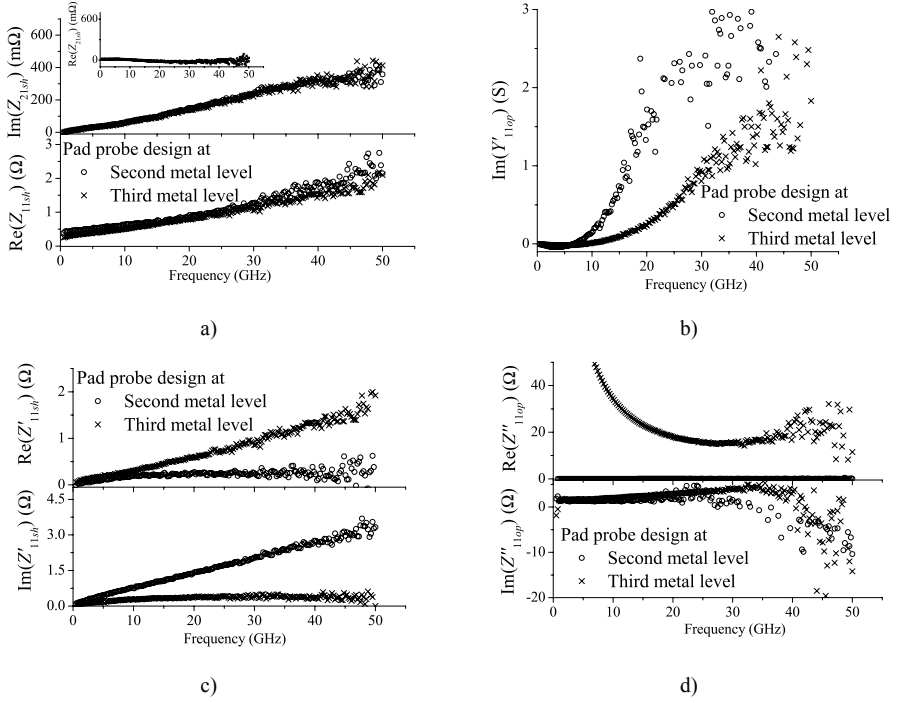 Re(Z21sh) (mΩ)
600
0
0 10 20 30 40 50
Im(Z21sh) (mΩ)
600
400
200
0
Re(Z11sh) (Ω)
3
2
1
0
Pad probe design at
Second metal level
Third metal level
0 10 20 30 40 50
Frequency (GHz)
a)
Im(Y'11op) (S)
3
2
1
0
Pad probe design at
Second metal level
Third metal level
0 10 20 30 40 50
Frequency (GHz)
b)
Re(Z'11sh) (Ω)
2
1
0
Pad probe design at
Second metal level
Third metal level
Im(Z'11sh) (Ω)
4.5
3.0
1.5
0.0
0 10 20 30 40 50
Frequency (GHz)
c)
Re(Z''11op) (Ω)
40
20
0
Im(Z''11op) (Ω)
0
-10
-20
Pad probe design at
Second metal level
Third metal level
0 10 20 30 40 50
Frequency (GHz)
d)